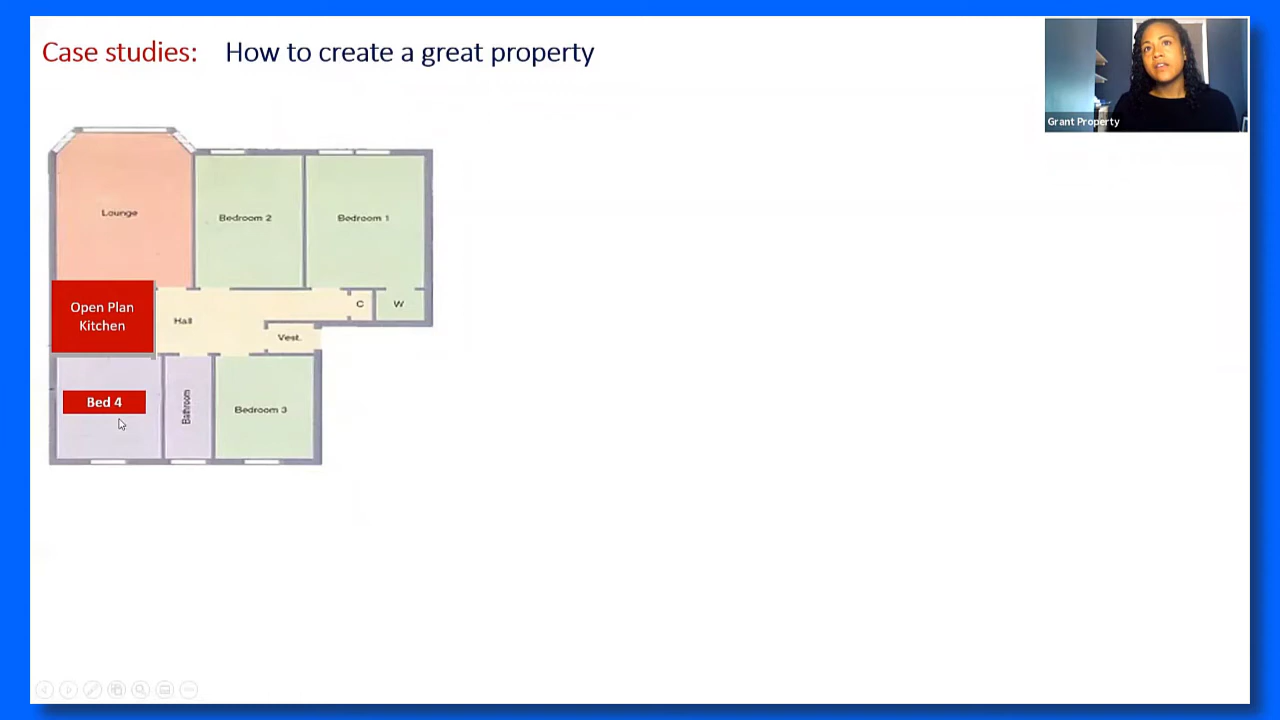 Case studies: How to create a great property
Grant Property
Lounge
Bedroom 2
Bedroom 1
Open Plan
Kitchen
Hall
C
W
Vest.
Bed 4
Bathroom
Bedroom 3